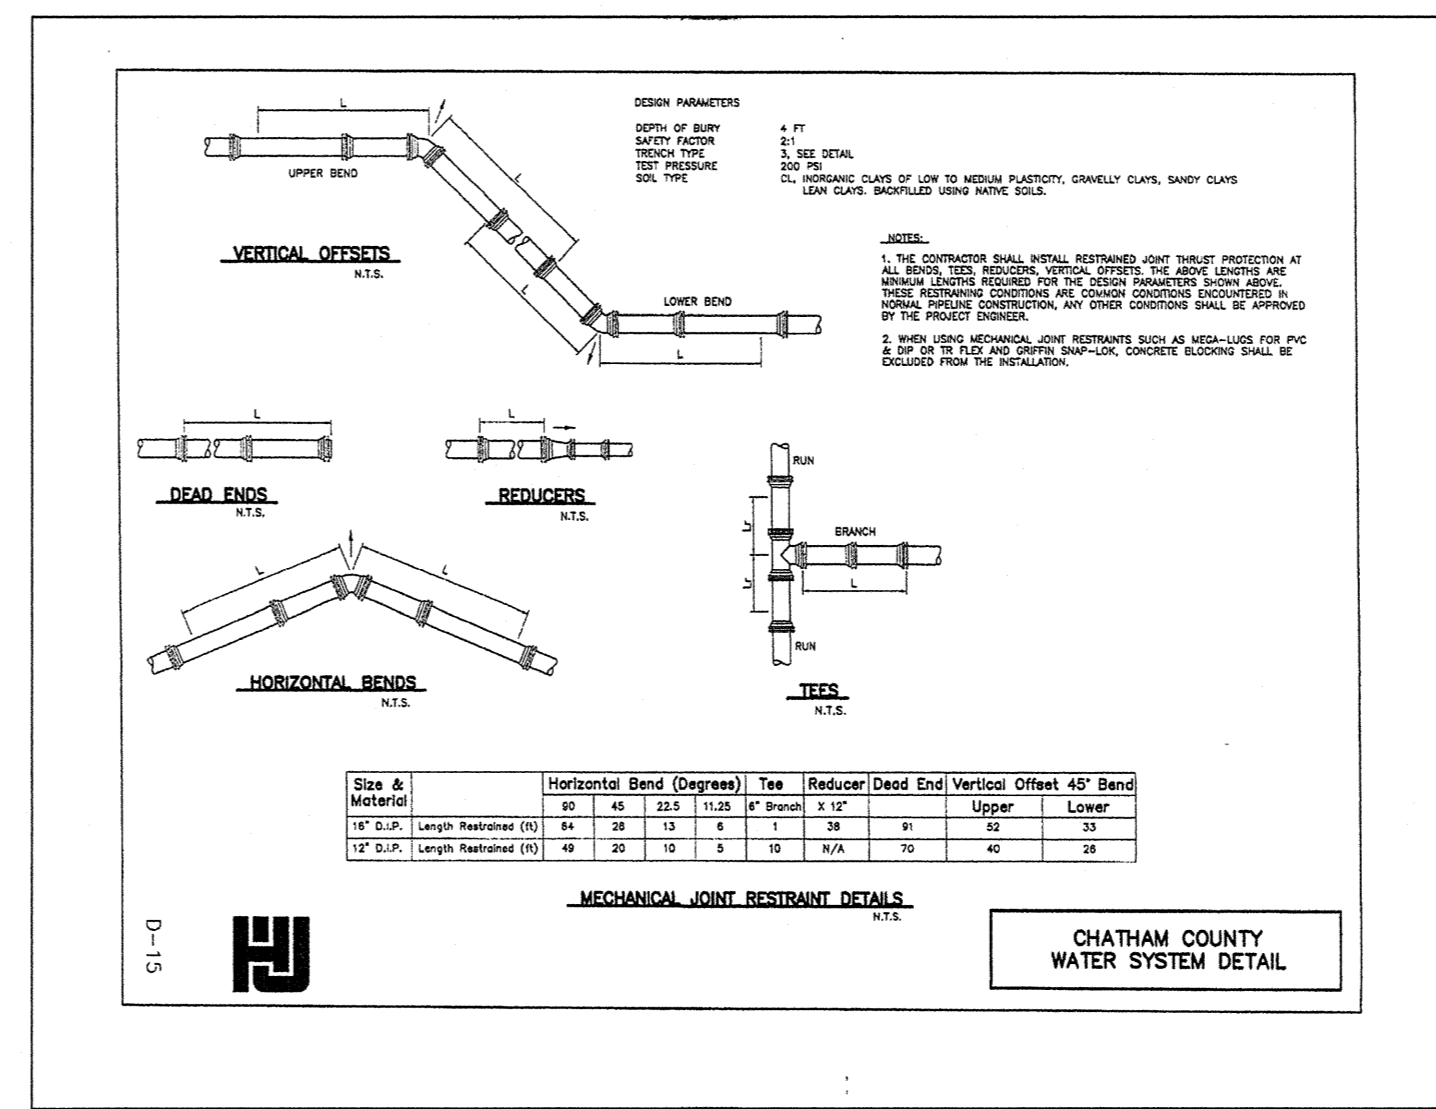 L
UPPER BEND
VERTICAL OFFSETS
N.T.S.
L
L
LOWER BEND
L
DESIGN PARAMETERS
DEPTH OF BURY 4 FT
SAFETY FACTOR 2:1
TRENCH TYPE 3, SEE DETAIL
TEST PRESSURE 200 PSI
SOIL TYPE CL, INORGANIC CLAYS OF LOW TO MEDIUM PLASTICITY, GRAVELLY CLAYS, SANDY CLAYS
LEAN CLAYS. BACKFILLED USING NATIVE SOILS.
NOTES:
1. THE CONTRACTOR SHALL INSTALL RESTRAINED JOINT THRUST PROTECTION AT
ALL BENDS, TEES, REDUCERS, VERTICAL OFFSETS. THE ABOVE LENGTHS ARE
MINIMUM LENGTHS REQUIRED FOR THE DESIGN PARAMETERS SHOWN ABOVE.
THESE RESTRAINING CONDITIONS ARE COMMON CONDITIONS ENCOUNTERED IN
NORMAL PIPELINE CONSTRUCTION, ANY OTHER CONDITIONS SHALL BE APPROVED
BY THE PROJECT ENGINEER.
2. WHEN USING MECHANICAL JOINT RESTRAINTS SUCH AS MEGA-LUGS FOR PVC
& DIP OR TR FLEX AND GRIFFIN SNAP-LOK, CONCRETE BLOCKING SHALL BE
EXCLUDED FROM THE INSTALLATION.
L
DEAD ENDS
N.T.S.
L
REDUCERS
N.T.S.
L
L
HORIZONTAL BENDS
N.T.S.
RUN
Lr
BRANCH
L
Lr
RUN
TEES
N.T.S.
Size & Material Horizontal Bend (Degrees) Tee Reducer Dead End Vertical Offset 45° Bend
90 45 22.5 11.25 6" Branch X 12" Upper Lower
16" D.I.P. Length Restrained (ft) 13 6 1 38 91 52 33
12" D.I.P. Length Restrained (ft) 49 20 10 5 10 N/A 70 40
MECHANICAL JOINT RESTRAINT DETAILS
N.T.S.
D-15
HJ
CHATHAM COUNTY
WATER SYSTEM DETAIL